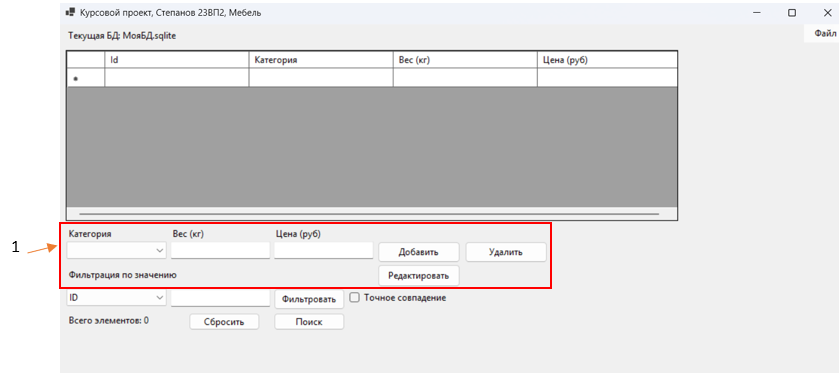 Курсовой проект, Степанов 23ВП2, Мебель
Файл
Текущая БД: МояБД.sqlite
Id Категория Вес (кг) Цена (руб)
1
Категория Вес (кг) Цена (руб)
Добавить Удалить
Фильтрация по значению Редактировать
ID Фильтровать Точное совпадение
Всего элементов: 0 Сбросить Поиск